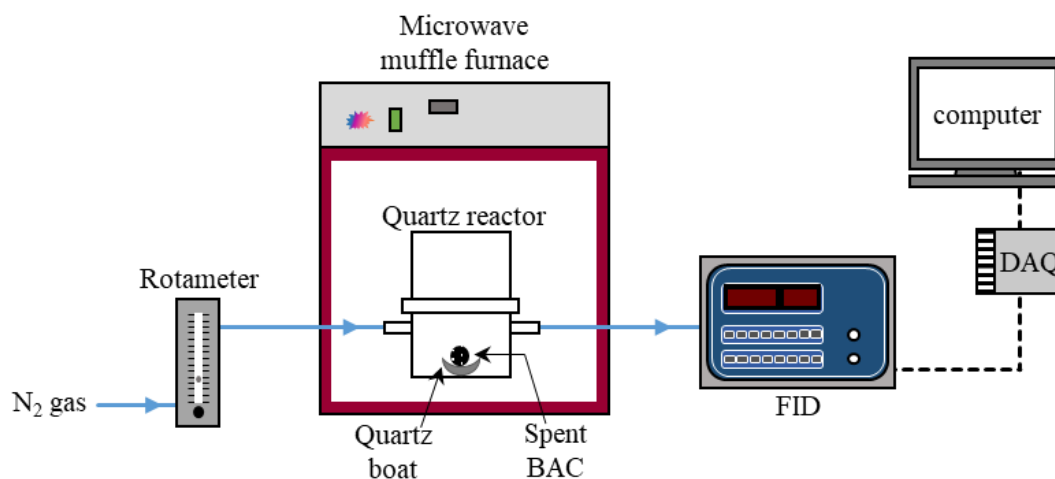 Microwave
muffle furnace
computer
Quartz reactor
DAQ
Rotameter
N₂ gas
FID
Quartz
boat
Spent
BAC